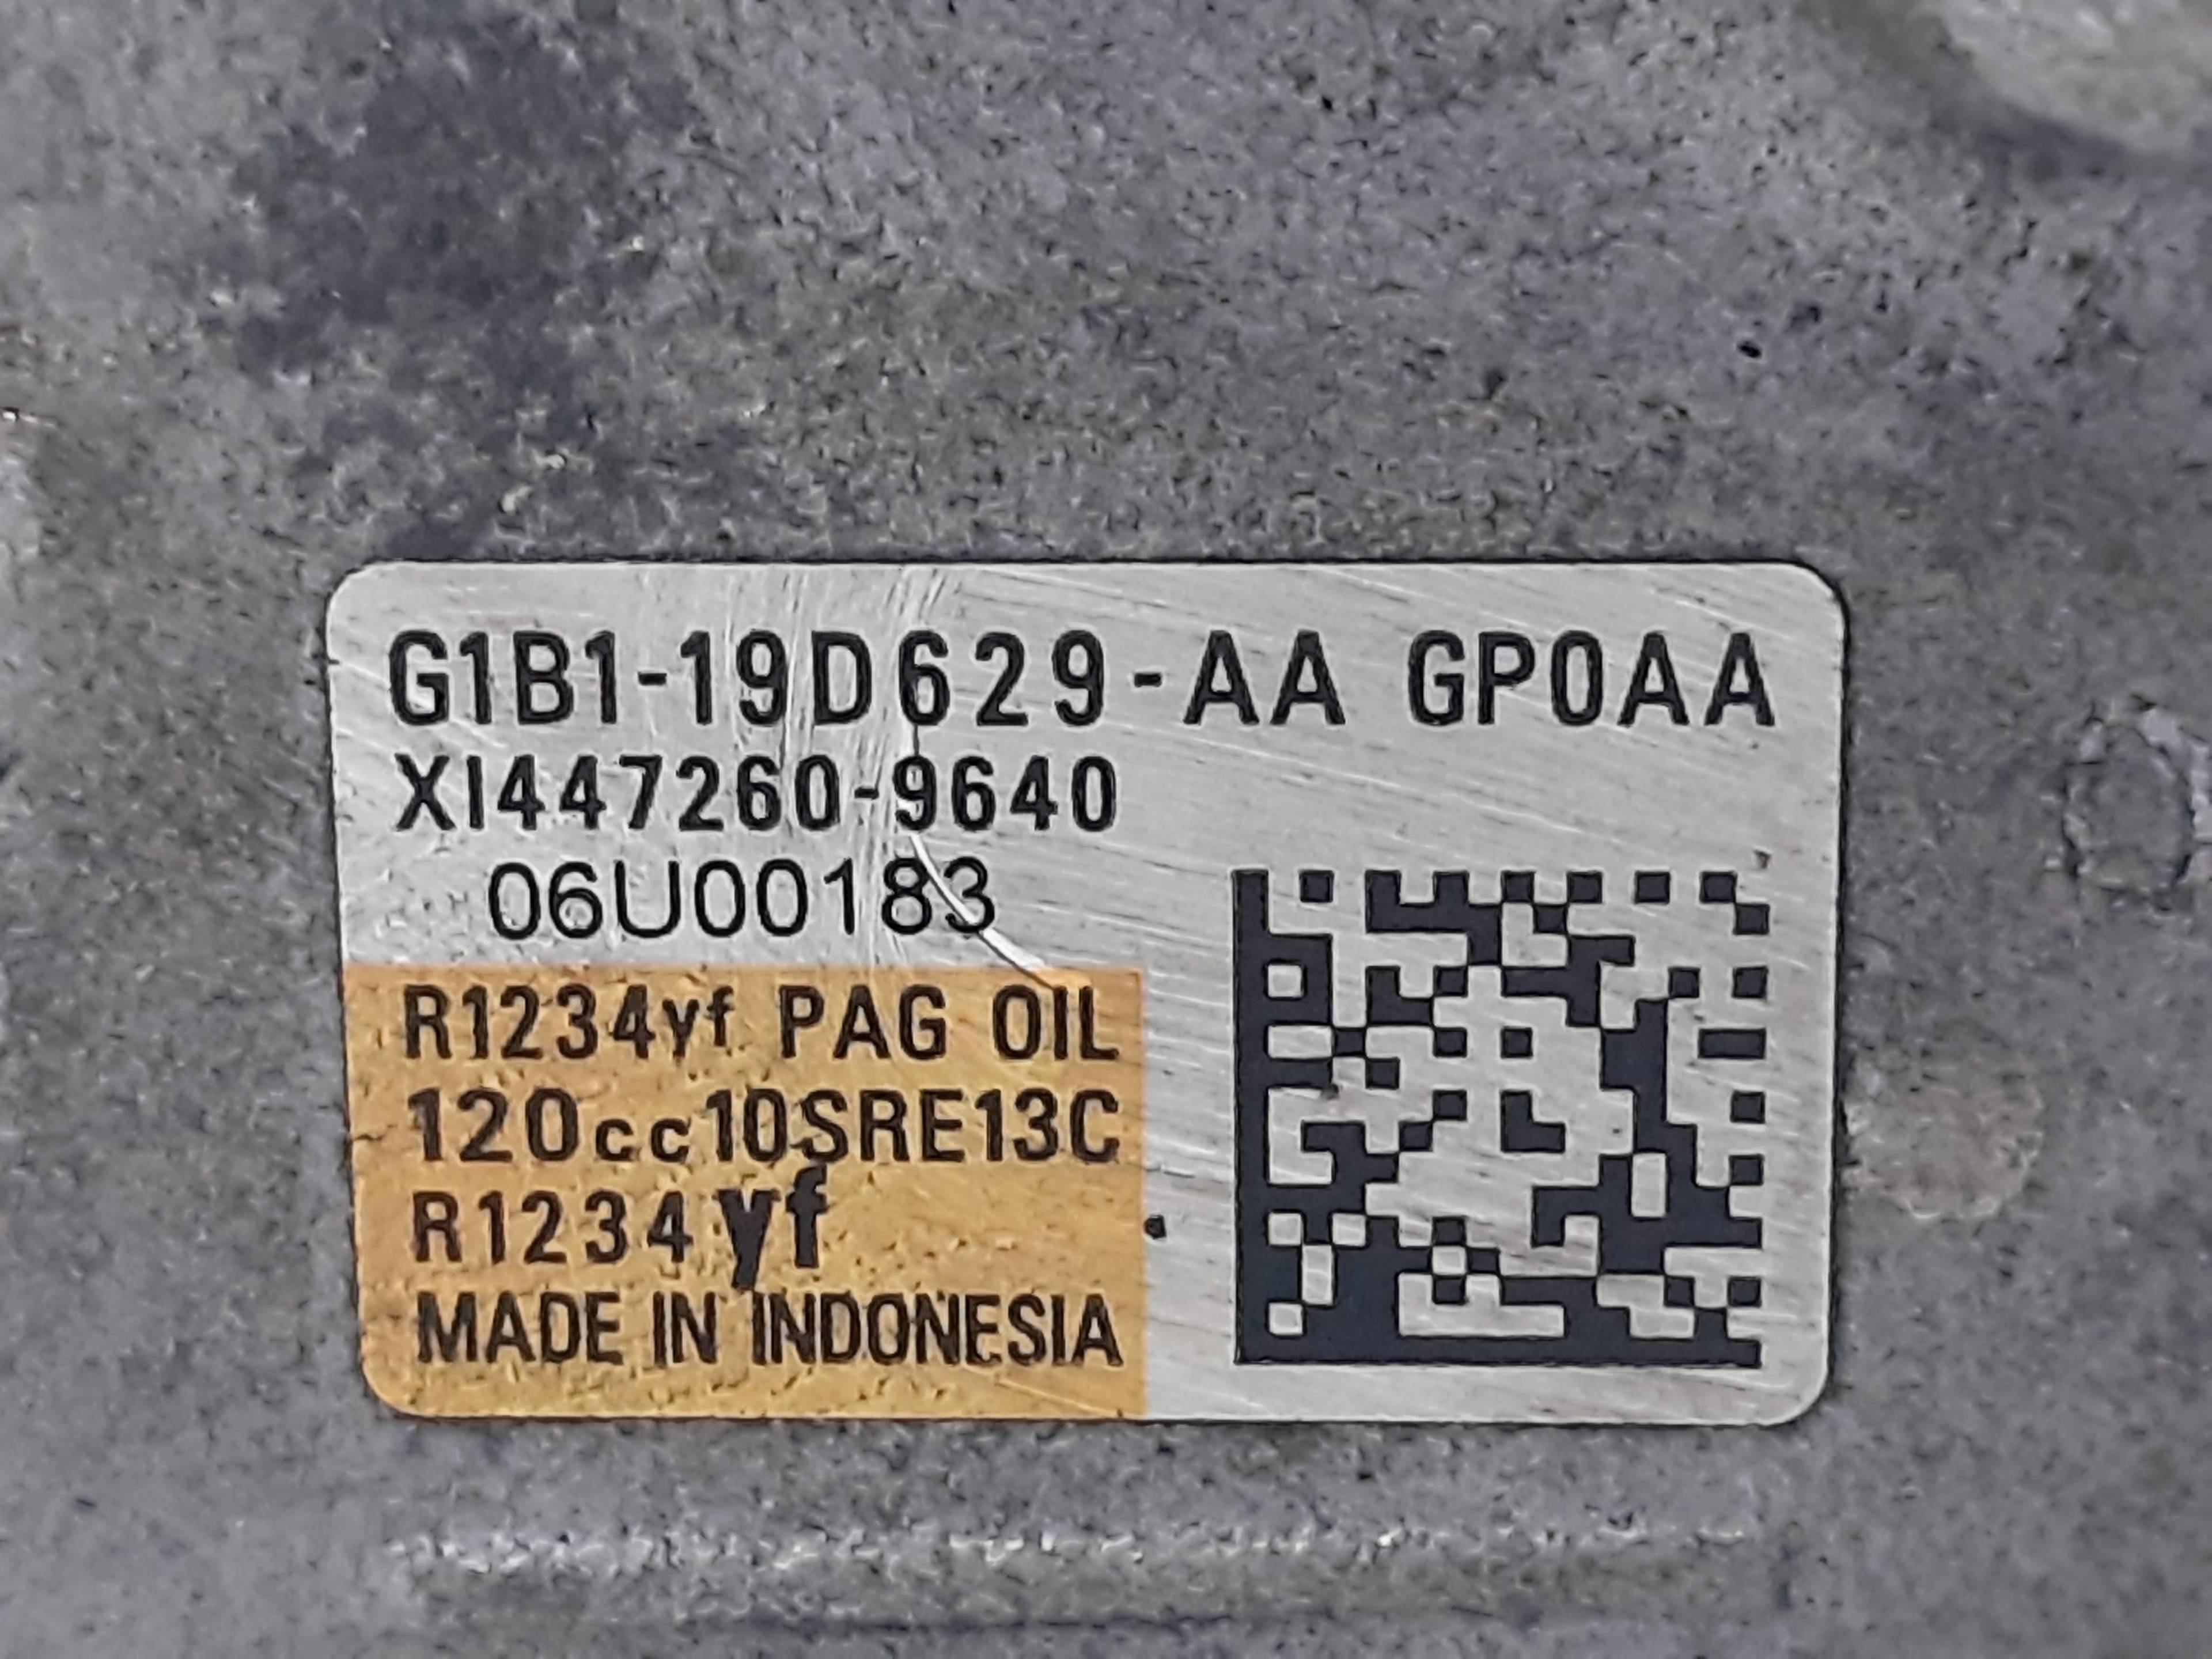 G1B1-19D629-AA GP0AA
XI447260-9640
06U00183
R1234yf PAG OIL
120cc10SRE13C
R1234yf
MADE IN INDONESIA